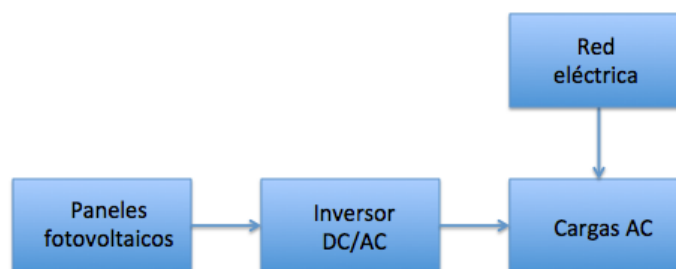 Red
eléctrica
Paneles
fotovoltaicos
Inversor
DC/AC
Cargas AC